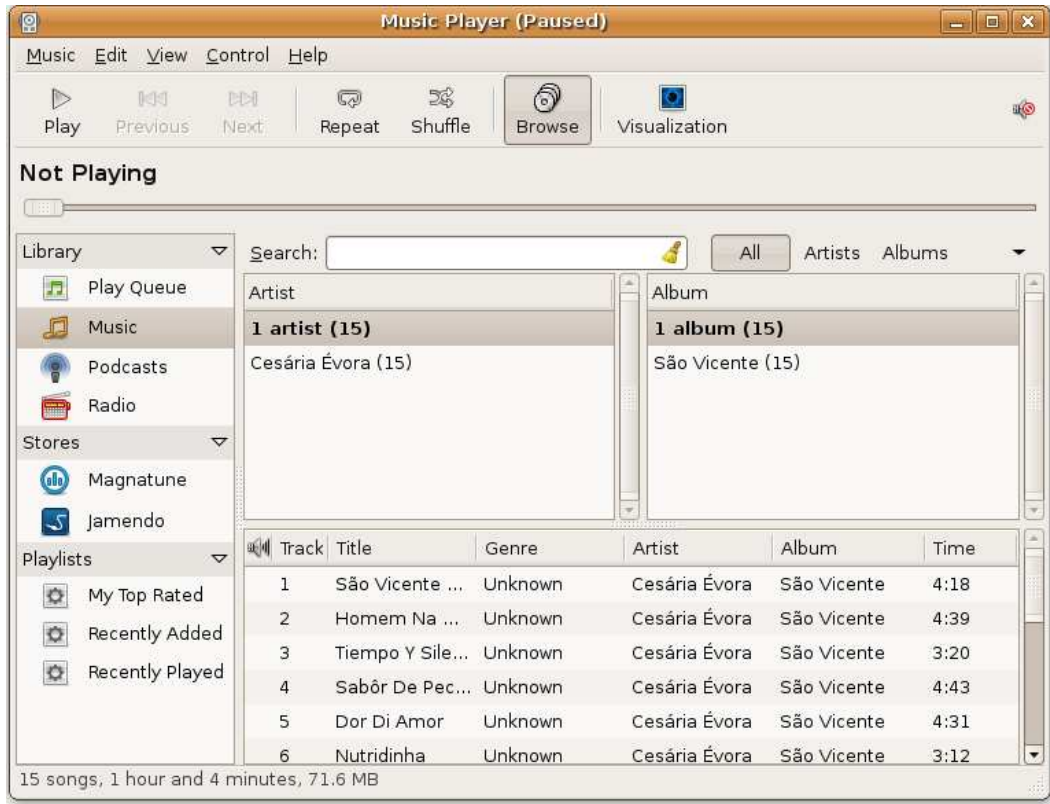 Music Player (Paused)
Music Edit View Control Help
Play Previous Next Repeat Shuffle Browse Visualization
Not Playing
Library
Play Queue
Music
Podcasts
Radio
Stores
Magnatune
Jamendo
Playlists
My Top Rated
Recently Added
Recently Played
Search: All Artists Albums
Artist
1 artist (15)
Cesária Évora (15)
Album
1 album (15)
São Vicente (15)
Track Title Genre Artist Album Time
1 São Vicente ... Unknown Cesária Évora São Vicente 4:18
2 Homem Na ... Unknown Cesária Évora São Vicente 4:39
3 Tiempo Y Sile... Unknown Cesária Évora São Vicente 3:20
4 Sabôr De Pec... Unknown Cesária Évora São Vicente 4:43
5 Dor Di Amor Unknown Cesária Évora São Vicente 4:31
6 Nutridinha Unknown Cesária Évora São Vicente 3:12
15 songs, 1 hour and 4 minutes, 71.6 MB